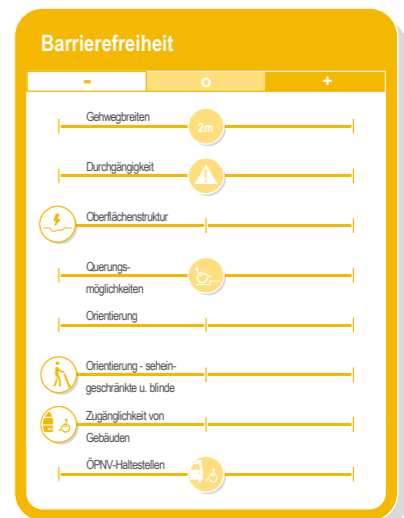 Barrierefreiheit
- o +
Gehwegbreiten
2m
Durchgängigkeit
Oberflächenstruktur
Querungs-
möglichkeiten
Orientierung
Orientierung - sehein-
geschränkte u. blinde
Zugänglichkeit von
Gebäuden
ÖPNV-Haltestellen